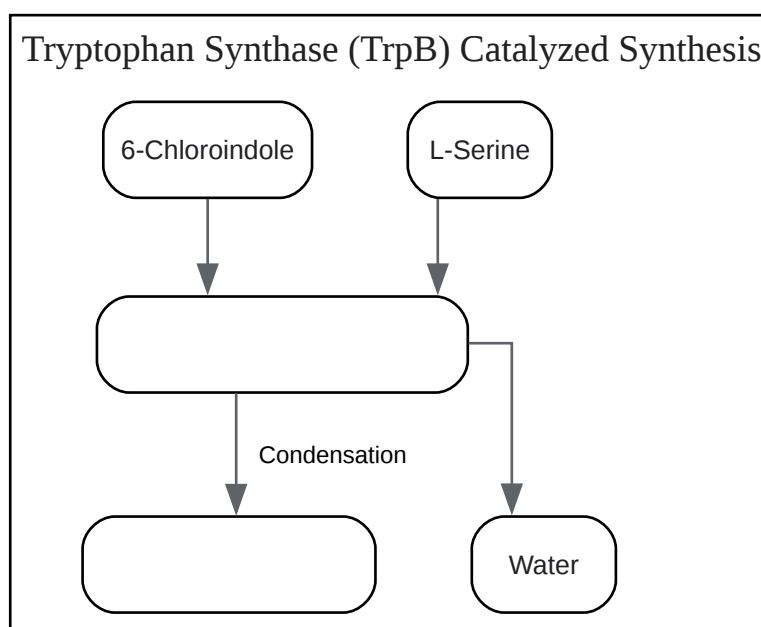 Tryptophan Synthase (TrpB) Catalyzed Synthesis
6-Chloroindole
L-Serine
Condensation
Water